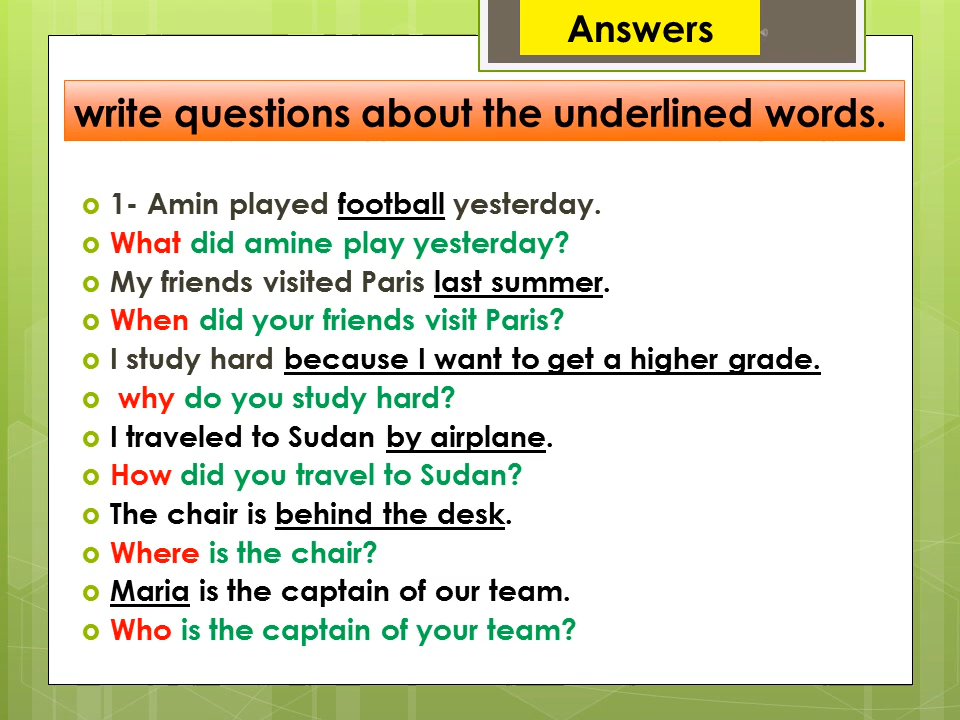 Answers
write questions about the underlined words.
1- Amin played football yesterday.
What did amine play yesterday?
My friends visited Paris last summer.
When did your friends visit Paris?
I study hard because I want to get a higher grade.
why do you study hard?
I traveled to Sudan by airplane.
How did you travel to Sudan?
The chair is behind the desk.
Where is the chair?
Maria is the captain of our team.
Who is the captain of your team?